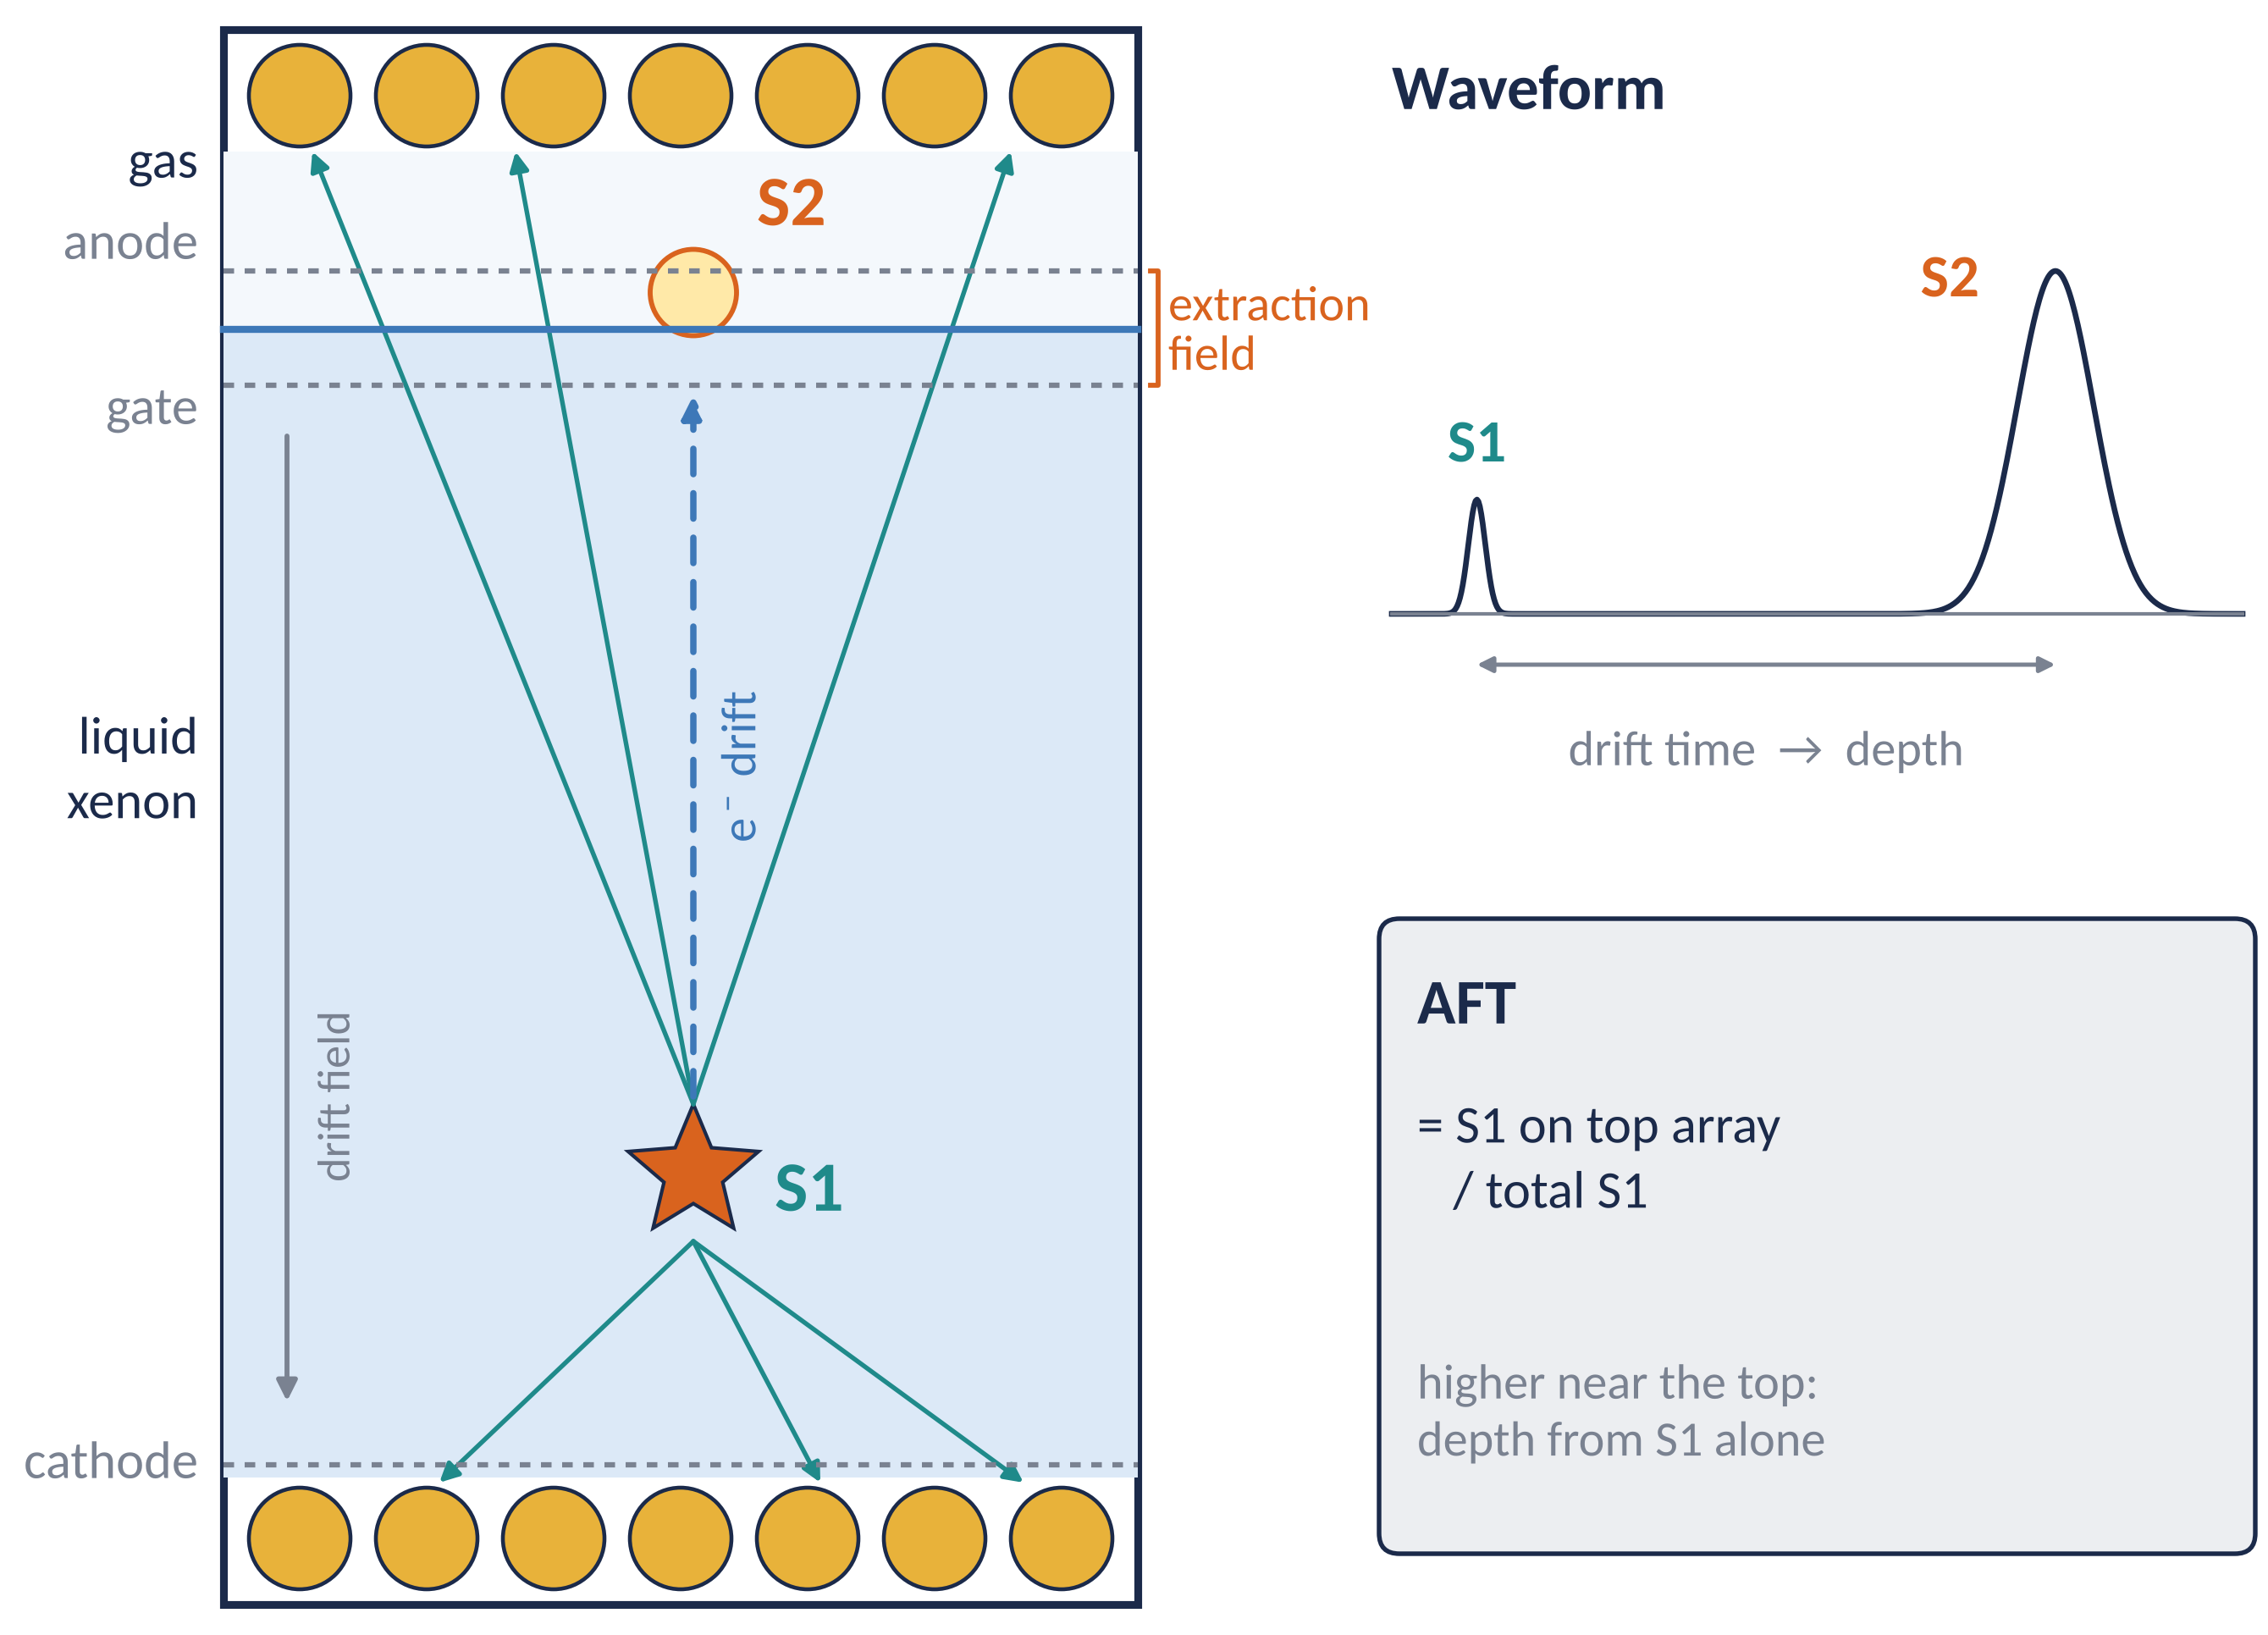 gas
anode
gate
liquid
xenon
cathode
S2
extraction
field
e⁻ drift
drift field
S1
Waveform
S1
S2
drift time → depth
AFT
= S1 on top array
/ total S1
higher near the top:
depth from S1 alone